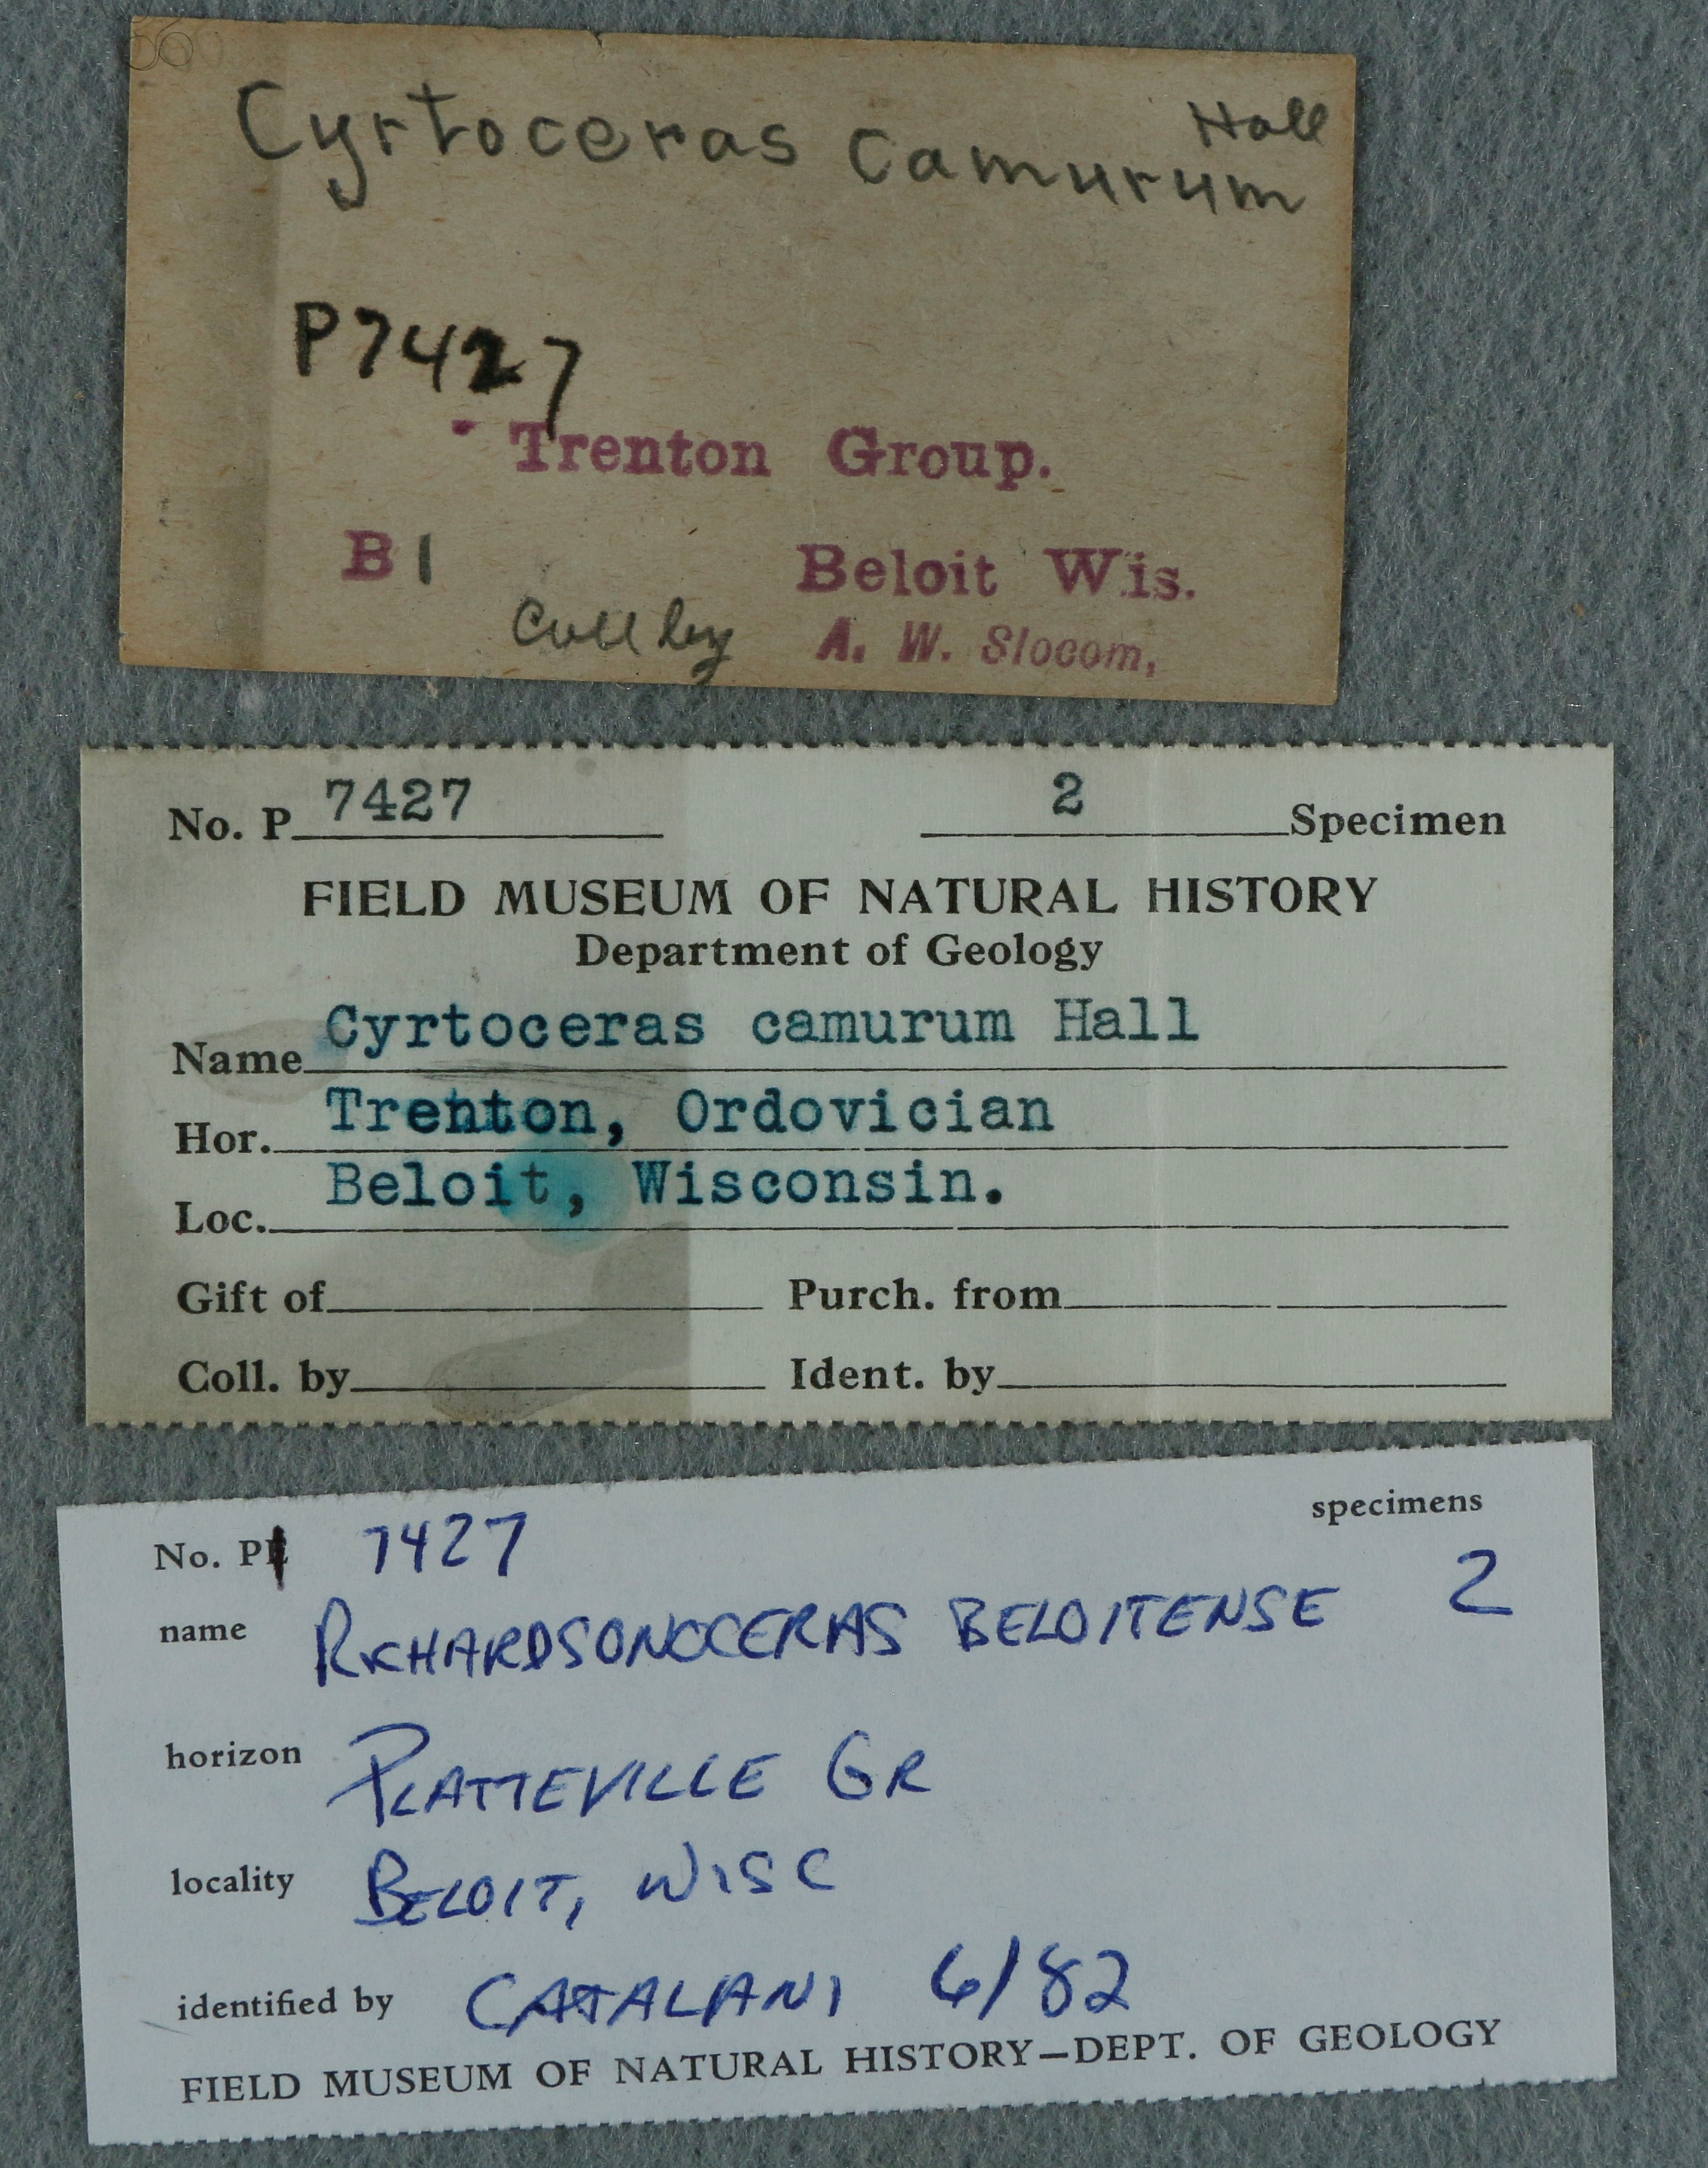 Cyrtoceras camurum Hall
P7427
Trenton Group.
B1 Beloit Wis.
Coll by A. W. Slocom,
No. P 7427 2 Specimen
FIELD MUSEUM OF NATURAL HISTORY
Department of Geology
Name Cyrtoceras camurum Hall
Hor. Trenton, Ordovician
Loc. Beloit, Wisconsin.
Gift of Purch. from
Coll. by Ident. by
No. P 7427 specimens
name RICHARDSONOCERAS BELOITENSE 2
horizon PLATTEVILLE GR
locality BELOIT, WISC
identified by CATALANI 6/82
FIELD MUSEUM OF NATURAL HISTORY—DEPT. OF GEOLOGY